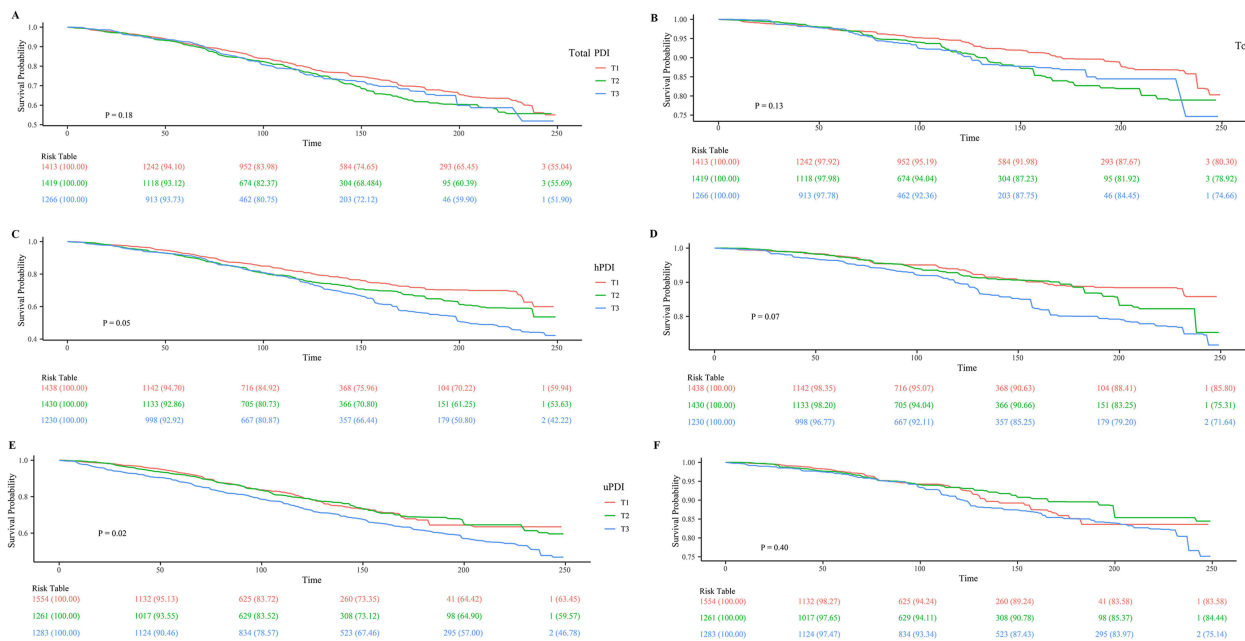 A
Survival Probability
1.0
0.9
0.8
0.7
0.6
0.5
P = 0.18
0
50
100
150
200
250
Time
Total PDI
T1
T2
T3
Risk Table
1413 (100.00) 1242 (94.10) 952 (83.98) 584 (74.65) 293 (65.45) 3 (55.04)
1419 (100.00) 1118 (93.12) 674 (82.37) 304 (68.484) 95 (60.39) 3 (55.69)
1266 (100.00) 913 (93.73) 462 (80.75) 203 (72.12) 46 (59.90) 1 (51.90)
B
Survival Probability
1.00
0.95
0.90
0.85
0.80
0.75
P = 0.13
0
50
100
150
200
250
Time
To
Risk Table
1413 (100.00) 1242 (97.92) 952 (95.19) 584 (91.98) 293 (87.67) 3 (80.30)
1419 (100.00) 1118 (97.98) 674 (94.04) 304 (87.23) 95 (81.92) 3 (78.92)
1266 (100.00) 913 (97.78) 462 (92.36) 203 (87.75) 46 (84.45) 1 (74.66)
C
Survival Probability
1.0
0.8
0.6
0.4
P = 0.05
0
50
100
150
200
250
Time
hPDI
T1
T2
T3
Risk Table
1438 (100.00) 1142 (94.70) 716 (84.92) 368 (75.96) 104 (70.22) 1 (59.94)
1430 (100.00) 1133 (92.86) 705 (80.73) 366 (70.80) 151 (61.25) 1 (53.63)
1230 (100.00) 998 (92.92) 667 (80.87) 357 (66.44) 179 (50.80) 2 (42.22)
D
Survival Probability
1.0
0.9
0.8
P = 0.07
0
50
100
150
200
250
Time
Risk Table
1438 (100.00) 1142 (98.35) 716 (95.07) 368 (90.63) 104 (88.41) 1 (85.80)
1430 (100.00) 1133 (98.20) 705 (94.04) 366 (90.66) 151 (83.25) 1 (75.31)
1230 (100.00) 998 (96.77) 667 (92.11) 357 (85.25) 179 (79.20) 2 (71.64)
E
Survival Probability
1.0
0.8
0.6
P = 0.02
0
50
100
150
200
250
Time
uPDI
T1
T2
T3
Risk Table
1554 (100.00) 1132 (95.13) 625 (83.72) 260 (73.35) 41 (64.42) 1 (63.45)
1261 (100.00) 1017 (93.55) 629 (83.52) 308 (73.12) 98 (64.90) 1 (59.57)
1283 (100.00) 1124 (90.46) 834 (78.57) 523 (67.46) 295 (57.00) 2 (46.78)
F
Survival Probability
1.00
0.95
0.90
0.85
0.80
0.75
P = 0.40
0
50
100
150
200
250
Time
Risk Table
1554 (100.00) 1132 (98.27) 625 (94.24) 260 (89.24) 41 (83.58) 1 (83.58)
1261 (100.00) 1017 (97.65) 629 (94.11) 308 (90.78) 98 (85.37) 1 (84.44)
1283 (100.00) 1124 (97.47) 834 (93.34) 523 (87.43) 295 (83.97) 2 (75.14)